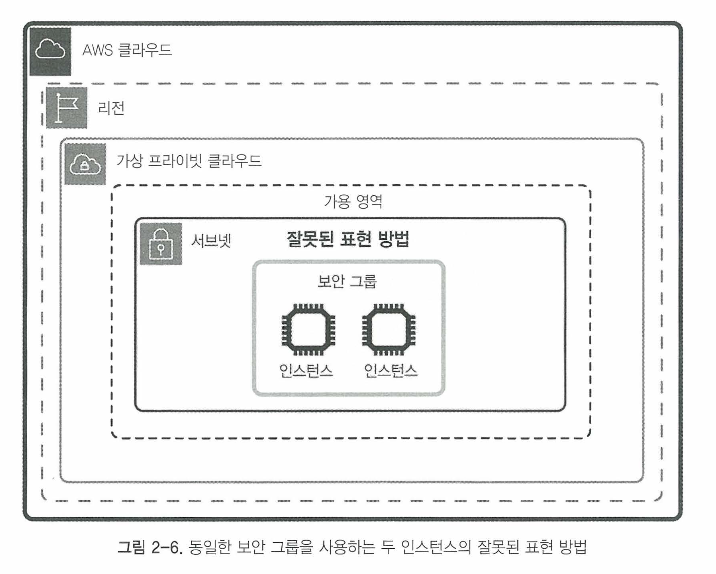 AWS 클라우드
리전
가상 프라이빗 클라우드
가용 영역
서브넷
잘못된 표현 방법
보안 그룹
인스턴스 인스턴스
그림 2-6. 동일한 보안 그룹을 사용하는 두 인스턴스의 잘못된 표현 방법